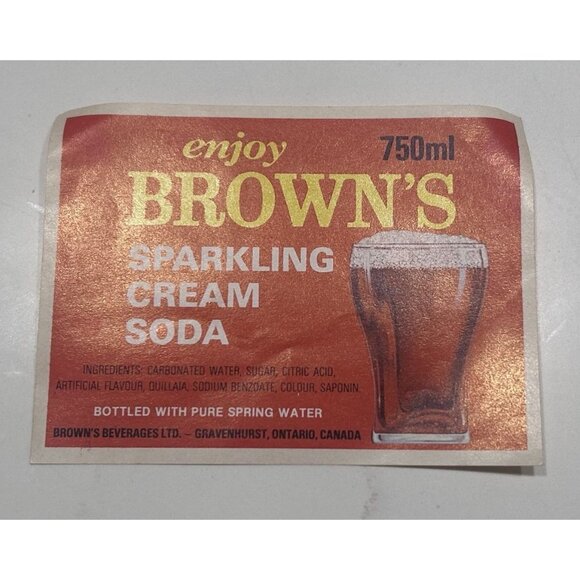 enjoy
750ml
BROWN'S
SPARKLING
CREAM
SODA
INGREDIENTS: CARBONATED WATER, SUGAR, CITRIC ACID,
ARTIFICIAL FLAVOUR, QUILLAIA, SODIUM BENZOATE, COLOUR, SAPONIN.
BOTTLED WITH PURE SPRING WATER
BROWN'S BEVERAGES LTD. – GRAVENHURST, ONTARIO, CANADA